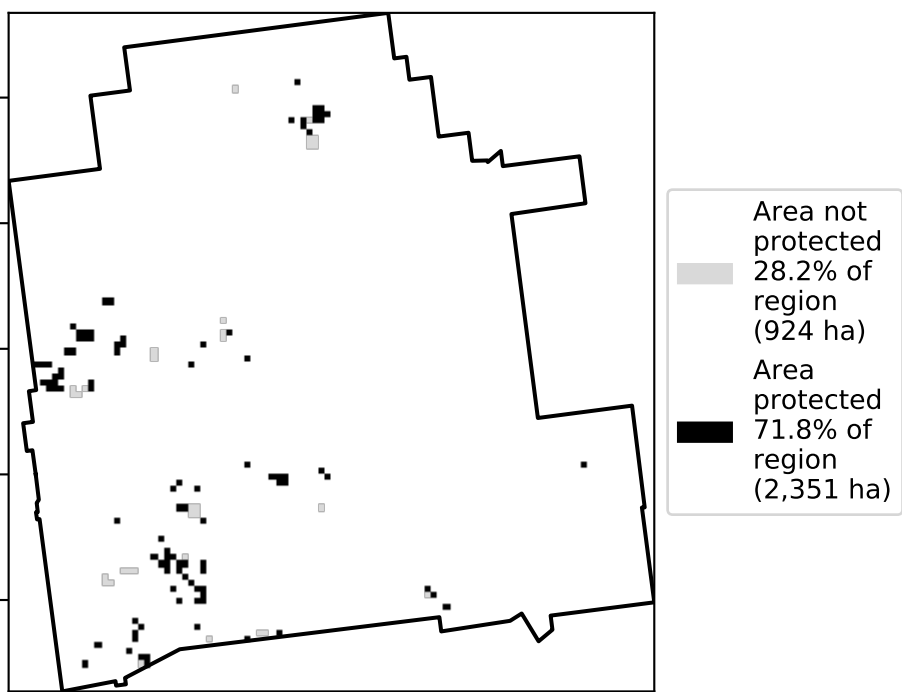 Area not
protected
28.2% of
region
(924 ha)
Area
protected
71.8% of
region
(2,351 ha)